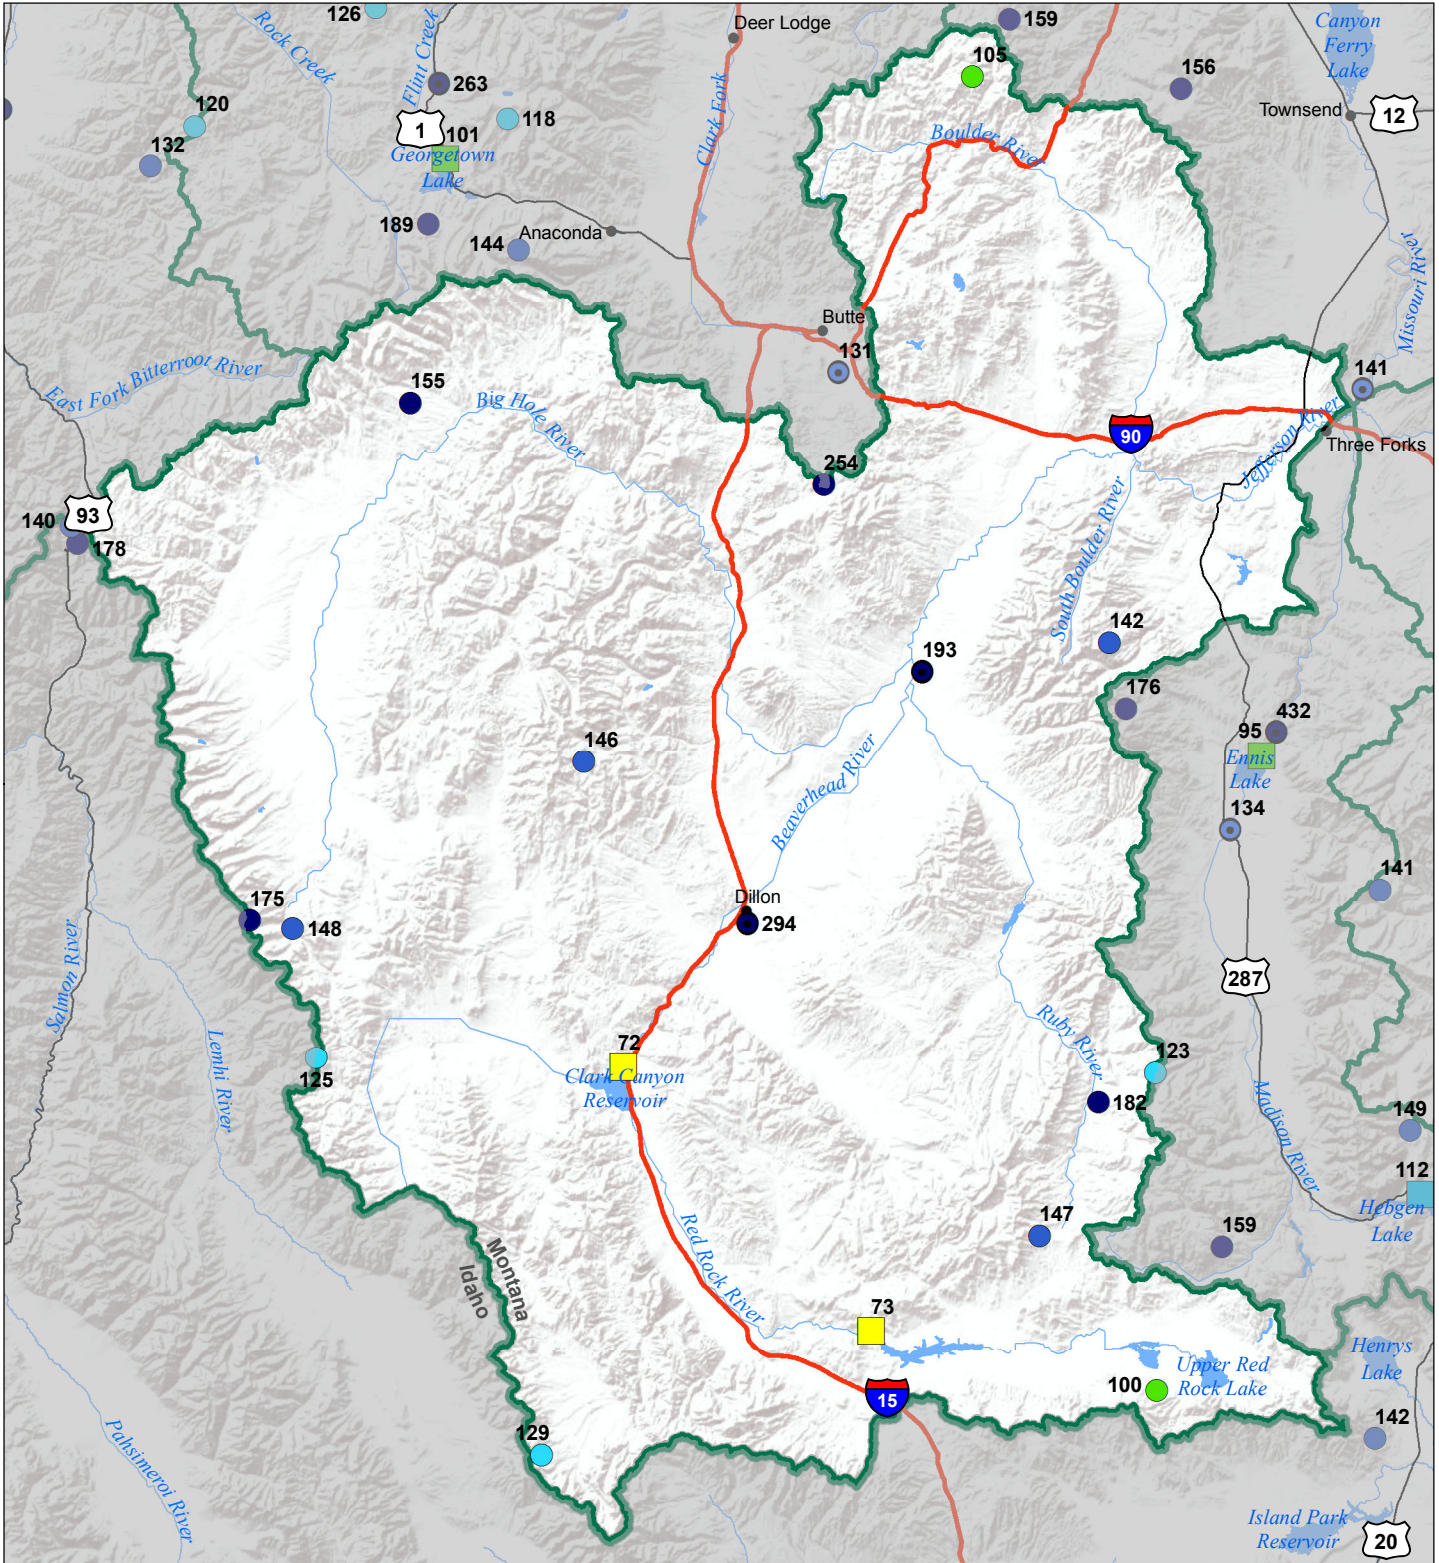 126
Rock Creek
Flint Creek
Deer Lodge
159
Canyon
Ferry
Lake
105
263
156
120
118
1
101
Townsend
12
132
Georgetown
Lake
Clark Fork
Boulder River
189
144
Anaconda
Missouri River
Butte
131
East Fork Bitterroot River
155
Big Hole River
141
90
Jefferson River
Three Forks
254
93
140
178
South Boulder River
142
193
176
432
95
Ennis
Lake
146
Beaverhead River
134
141
Dillon
294
175
148
287
Salmon River
Lemhi River
72
Clark Canyon
Reservoir
125
Ruby River
123
182
Madison River
149
112
Hebgen
Lake
147
159
Montana
Idaho
Red Rock River
73
Henrys
Lake
Upper Red
Rock Lake
100
15
142
129
Pahsimeroi River
Island Park
Reservoir
20